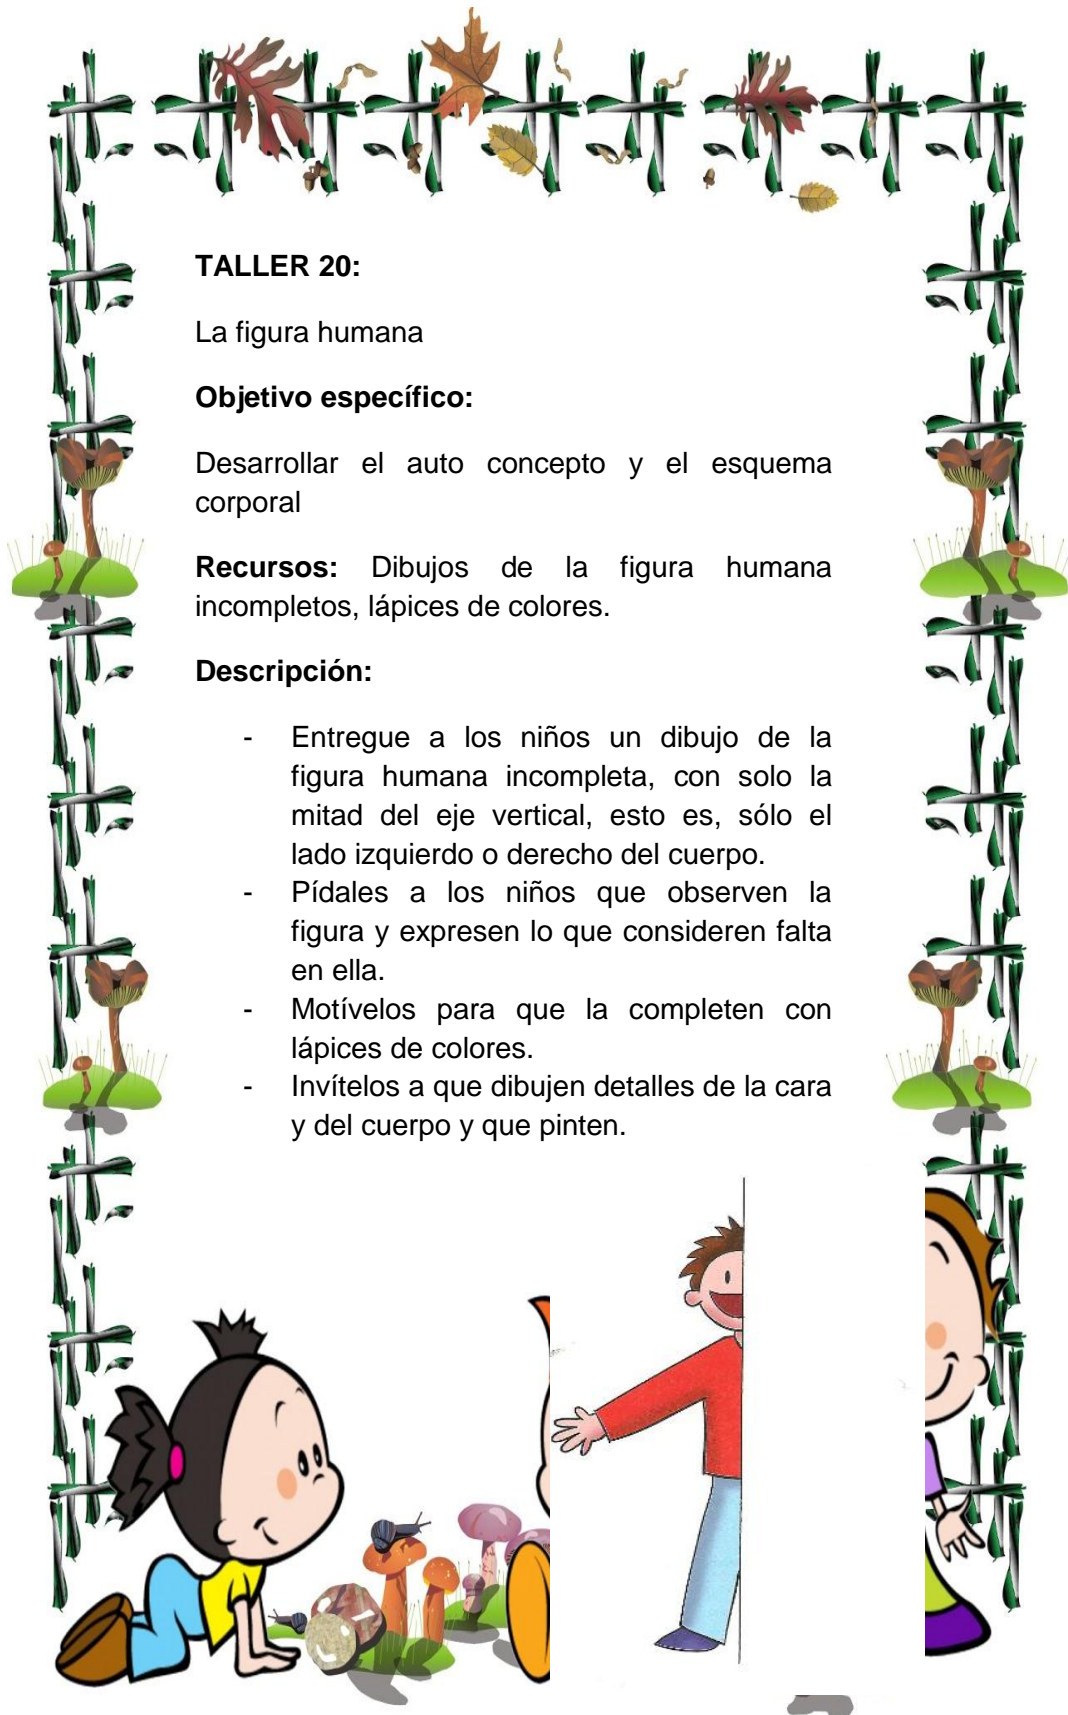 TALLER 20:
La figura humana
Objetivo específico:
Desarrollar el auto concepto y el esquema
corporal
Recursos: Dibujos de la figura humana
incompletos, lápices de colores.
Descripción:
- Entregue a los niños un dibujo de la
figura humana incompleta, con solo la
mitad del eje vertical, esto es, sólo el
lado izquierdo o derecho del cuerpo.
- Pídales a los niños que observen la
figura y expresen lo que consideren falta
en ella.
- Motívelos para que la completen con
lápices de colores.
- Invítelos a que dibujen detalles de la cara
y del cuerpo y que pinten.